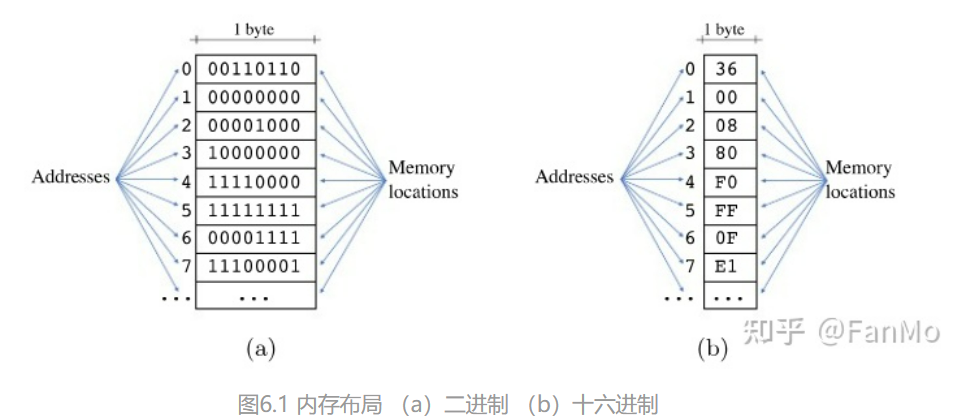 1 byte
0 00110110
1 00000000
2 00001000
3 10000000
4 11110000
5 11111111
6 00001111
7 11100001
... ...
Addresses
Memory
locations
(a)
1 byte
0 36
1 00
2 08
3 80
4 F0
5 FF
6 0F
7 E1
... ...
Addresses
Memory
locations
(b)
知乎 @FanMo
图6.1 内存布局 （a）二进制 （b）十六进制